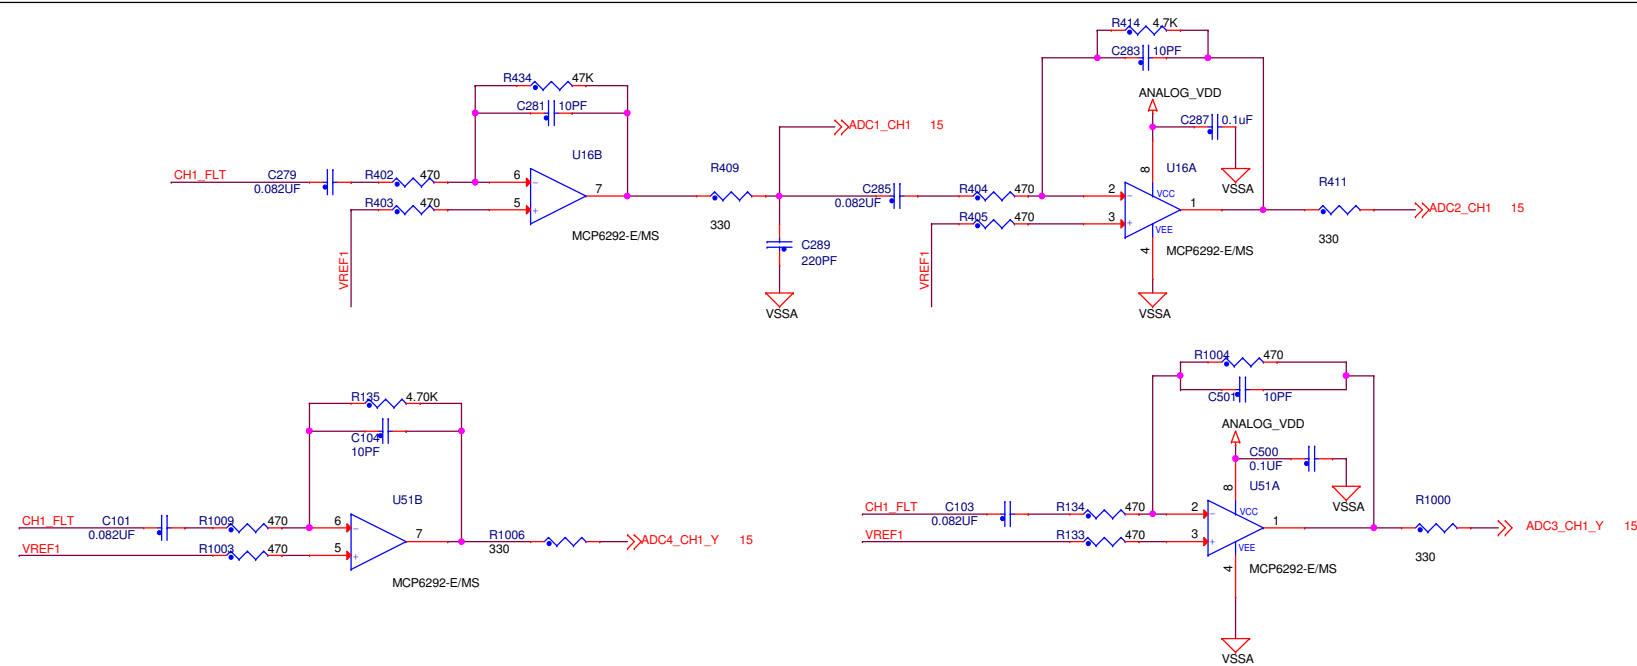 R414 4.7K
C283 10PF
R434 47K
C281 10PF
ANALOG_VDD
C287 0.1uF
ADC1_CH1 15
U16B
U16A
CH1_FLT C279 R402 470 6 7 R409
0.082UF
R403 470 5
330
MCP6292-E/MS
VREF1
C289
220PF
VSSA
C285 R404 470 2 VCC 1 R411
0.082UF
R405 470 3 VEE
8
4
VSSA
ADC2_CH1 15
330
MCP6292-E/MS
VREF1
VSSA
R135 4.70K
C104
10PF
U51B
CH1_FLT C101 R1009 470 6 7 R1006
0.082UF
330
ADC4_CH1_Y 15
VREF1 R1003 470 5
MCP6292-E/MS
R1004 470
C501 10PF
ANALOG_VDD
C500
0.1UF
8 U51A
VSSA
CH1_FLT C103 R134 470 2 VCC 1 R1000
0.082UF
ADC3_CH1_Y 15
VREF1 R133 470 3 VEE
330
4 MCP6292-E/MS
VSSA